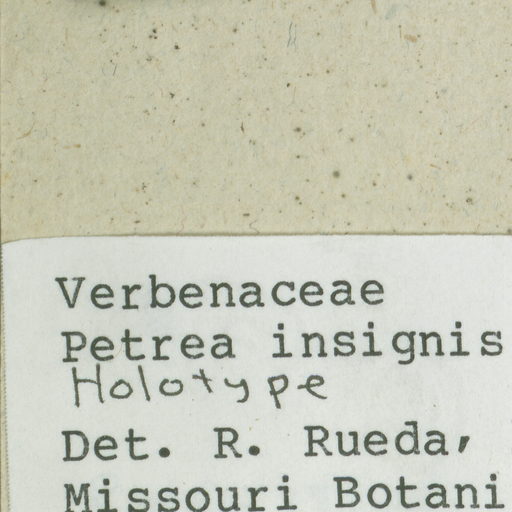 Verbenaceae
Petrea insignis
Holotype
Det. R. Rueda,
Missouri Botani